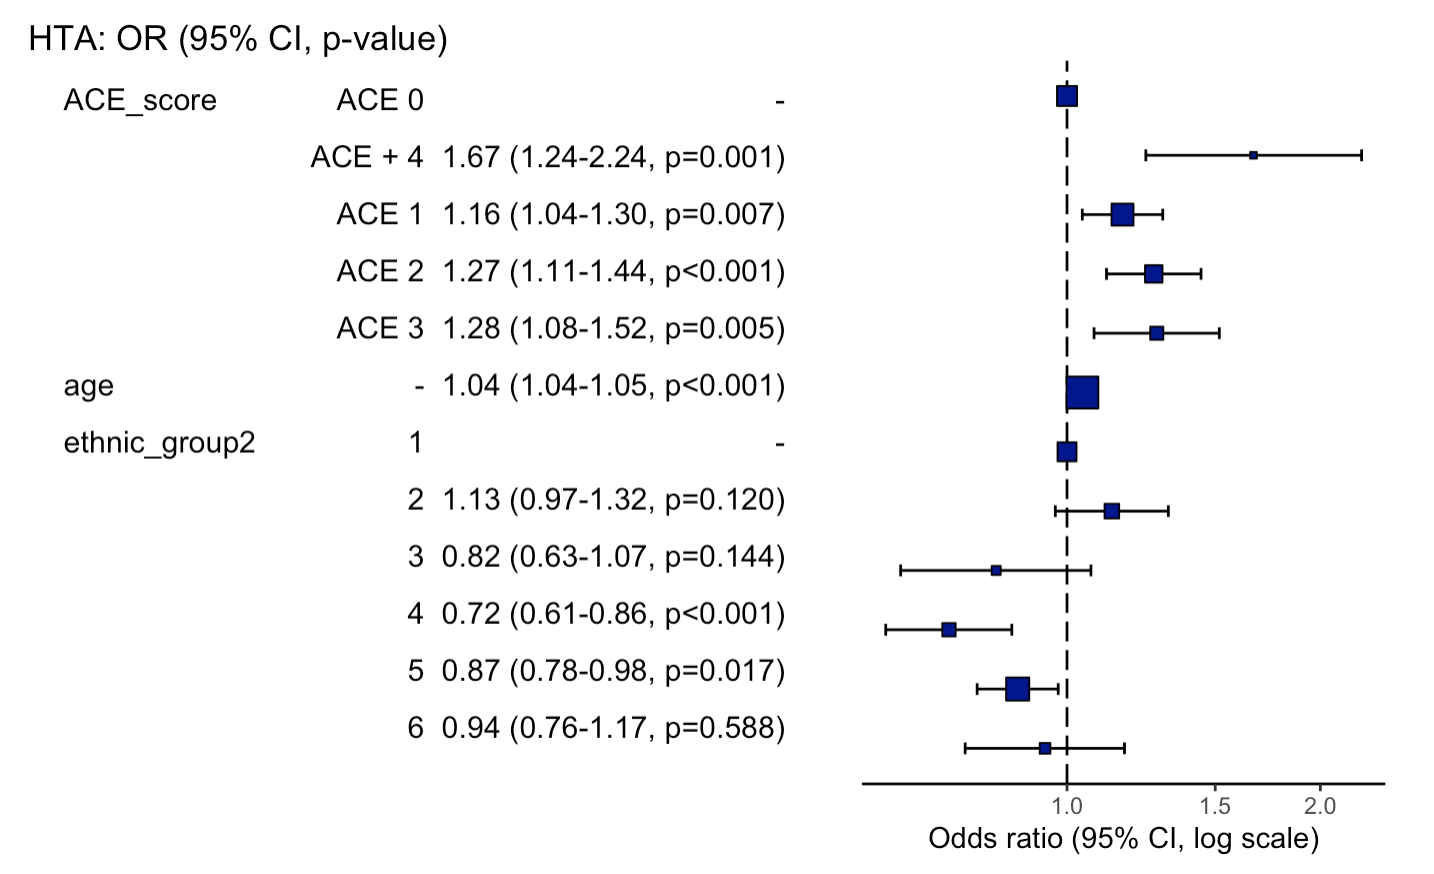 HTA: OR (95% CI, p-value)
ACE_score ACE 0 -
ACE + 4 1.67 (1.24-2.24, p=0.001)
ACE 1 1.16 (1.04-1.30, p=0.007)
ACE 2 1.27 (1.11-1.44, p<0.001)
ACE 3 1.28 (1.08-1.52, p=0.005)
age - 1.04 (1.04-1.05, p<0.001)
ethnic_group2 1 -
2 1.13 (0.97-1.32, p=0.120)
3 0.82 (0.63-1.07, p=0.144)
4 0.72 (0.61-0.86, p<0.001)
5 0.87 (0.78-0.98, p=0.017)
6 0.94 (0.76-1.17, p=0.588)
1.0 1.5 2.0
Odds ratio (95% CI, log scale)